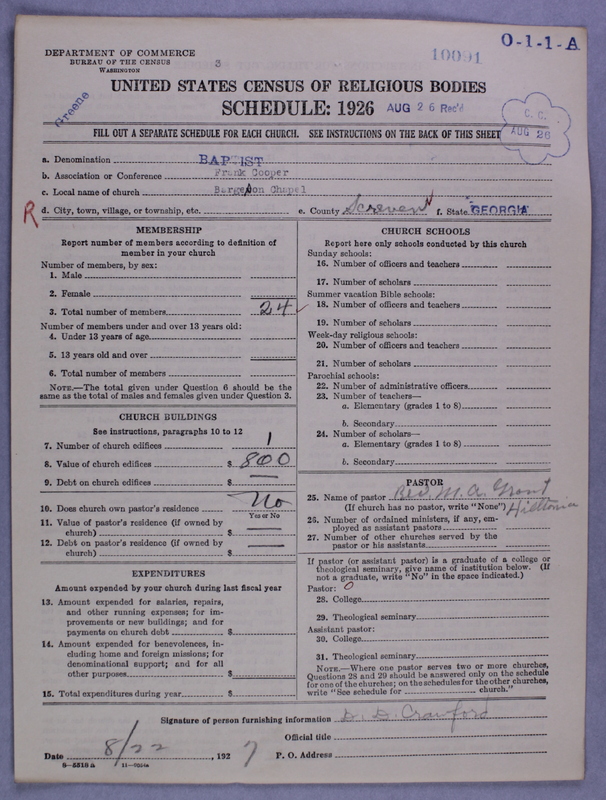 O-1-1-A
DEPARTMENT OF COMMERCE
BUREAU OF THE CENSUS
WASHINGTON
3
10091
UNITED STATES CENSUS OF RELIGIOUS BODIES
SCHEDULE: 1926
AUG 26 Rec'd
Greene
C. C.
AUG 26
FILL OUT A SEPARATE SCHEDULE FOR EACH CHURCH. SEE INSTRUCTIONS ON THE BACK OF THIS SHEET
a. Denomination BAPTIST
b. Association or Conference Frank Cooper
c. Local name of church Chapel
R d. City, town, village, or township, etc. e. County Screven f. State GEORGIA
MEMBERSHIP
Report number of members according to definition of
member in your church
Number of members, by sex:
1. Male
2. Female
3. Total number of members 24
Number of members under and over 13 years old:
4. Under 13 years of age
5. 13 years old and over
6. Total number of members
NOTE.—The total given under Question 6 should be
same as the total of males and females given under Question 3.
CHURCH BUILDINGS
See instructions, paragraphs 10 to 12
7. Number of church edifices 1
8. Value of church edifices $ 800
9. Debt on church edifices $ —
10. Does church own pastor's residence No
Yes or No
11. Value of pastor's residence (if owned by
church) $ —
12. Debt on pastor's residence (if owned by
church) $ —
EXPENDITURES
Amount expended by your church during last fiscal year
13. Amount expended for salaries, repairs,
and other running expenses; for im-
provements or new buildings; and for
payments on church debt $
14. Amount expended for benevolences, in-
cluding home and foreign missions; for
denominational support; and for all
other purposes $
15. Total expenditures during year $
CHURCH SCHOOLS
Report here only schools conducted by this church
Sunday schools:
16. Number of officers and teachers
17. Number of scholars
Summer vacation Bible schools:
18. Number of officers and teachers
19. Number of scholars
Week-day religious schools:
20. Number of officers and teachers
21. Number of scholars
Parochial schools:
22. Number of administrative officers
23. Number of teachers—
a. Elementary (grades 1 to 8)
b. Secondary
24. Number of scholars—
a. Elementary (grades 1 to 8)
b. Secondary
PASTOR
25. Name of pastor Rev. M. A. Grant
(If church has no pastor, write "None") Hiltonia
26. Number of ordained ministers, if any, em-
ployed as assistant pastors
27. Number of other churches served by the
pastor or his assistants
If pastor (or assistant pastor) is a graduate of a college or
theological seminary, give name of institution below. (If
not a graduate, write "No" in the space indicated.)
Pastor: 0
28. College
29. Theological seminary
Assistant pastor:
30. College
31. Theological seminary
NOTE.—Where one pastor serves two or more churches,
Questions 28 and 29 should be answered only on the schedule
for one of the churches; on the schedules for the other churches,
write "See schedule for church."
Signature of person furnishing information D. D. Crawford
Official title
Date 8/22, 1927 P. O. Address
8—5518 A